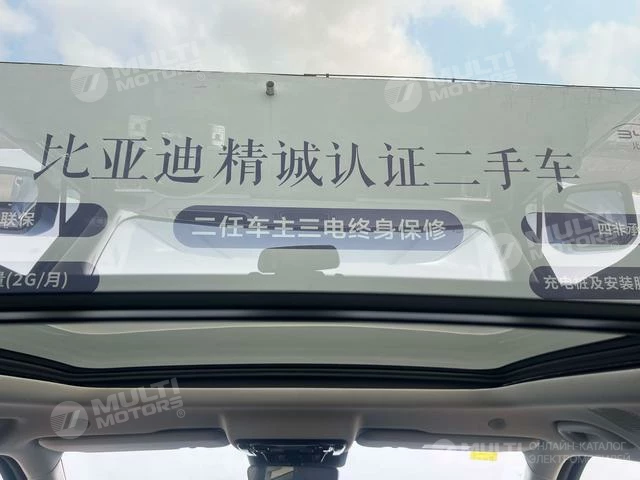 MULTI MOTORS
MULTI MOTORS
比亚迪精诚认证二手车
联保
二任车主三电终身保修
量(2G/月)
充电桩及安装服
MULTI MOTORS
MULTI
ОНЛАЙН-КАТАЛОГ
ЭЛЕКТРОМОБИЛЕЙ